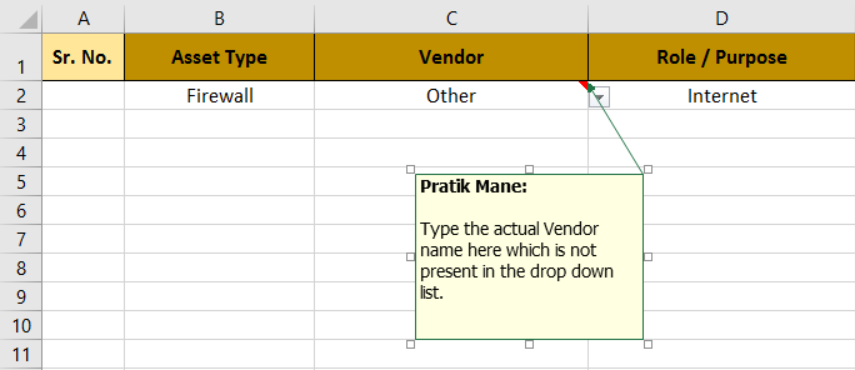 A B C D
1 Sr. No. Asset Type Vendor Role / Purpose
2 Firewall Other Internet
3
4
5
6
7
8
9
10
11
Pratik Mane:
Type the actual Vendor
name here which is not
present in the drop down
list.